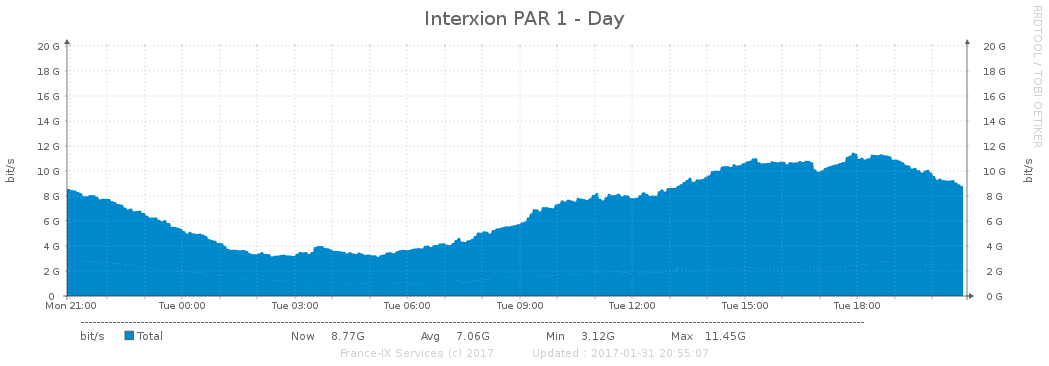 Interxion PAR 1 - Day
RRDTOOL / TOBI OETIKER
bit/s
20 G 20 G
18 G 18 G
16 G 16 G
14 G 14 G
12 G 12 G
10 G 10 G
8 G 8 G
6 G 6 G
4 G 4 G
2 G 2 G
0 0 G
bit/s
Mon 21:00 Tue 00:00 Tue 03:00 Tue 06:00 Tue 09:00 Tue 12:00 Tue 15:00 Tue 18:00
bit/s Total Now 8.77G Avg 7.06G Min 3.12G Max 11.45G
France-IX Services (c) 2017 Updated : 2017-01-31 20:55:07